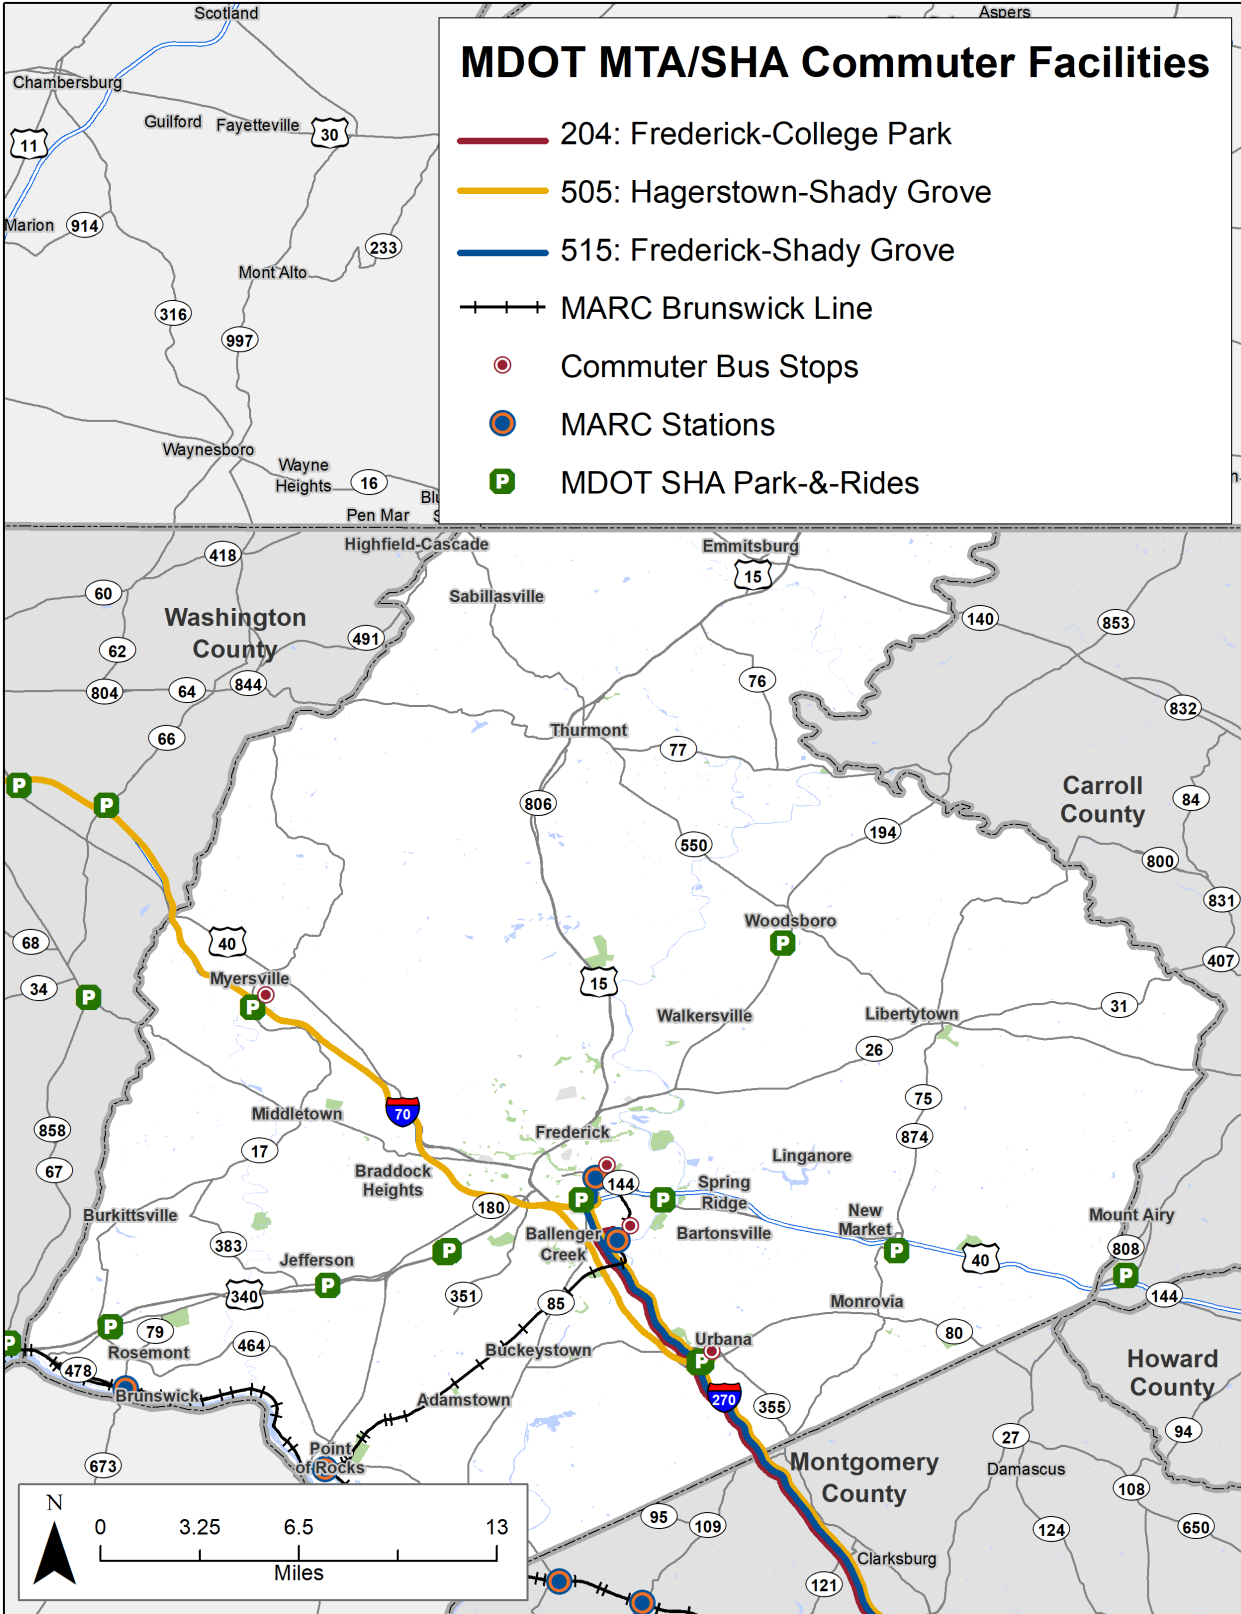 Scotland
Aspers
MDOT MTA/SHA Commuter Facilities
204: Frederick-College Park
505: Hagerstown-Shady Grove
515: Frederick-Shady Grove
MARC Brunswick Line
Commuter Bus Stops
MARC Stations
P
MDOT SHA Park-&-Rides
Chambersburg
Guilford
Fayetteville
30
11
Marion
914
233
Mont Alto
316
997
Waynesboro
Wayne
Heights
16
Pen Mar
Highfield-Cascade
Emmitsburg
418
15
60
Sabillasville
Washington
County
140
853
491
62
76
804
64
844
832
66
Thurmont
77
P
P
Carroll
County
84
806
194
550
800
831
Woodsboro
P
68
40
407
Myersville
15
34
P
P
31
Walkersville
Libertytown
26
75
Middletown
70
858
874
Frederick
17
Linganore
67
Braddock
Heights
144
Spring
Ridge
P
P
180
Burkittsville
New
Market
Mount Airy
Ballenger
Creek
Bartonsville
383
P
P
40
808
Jefferson
P
P
340
351
85
144
Monrovia
P
79
80
P
Rosemont
464
Urbana
P
Buckeystown
478
Howard
County
Brunswick
Adamstown
270
355
94
27
Point
of Rocks
673
Montgomery
County
Damascus
108
N
0
3.25
6.5
13
Miles
95
109
124
650
Clarksburg
121